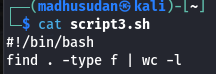 (madhusudan㉿kali)-[~]
$ cat script3.sh
#!/bin/bash
find . -type f | wc -l